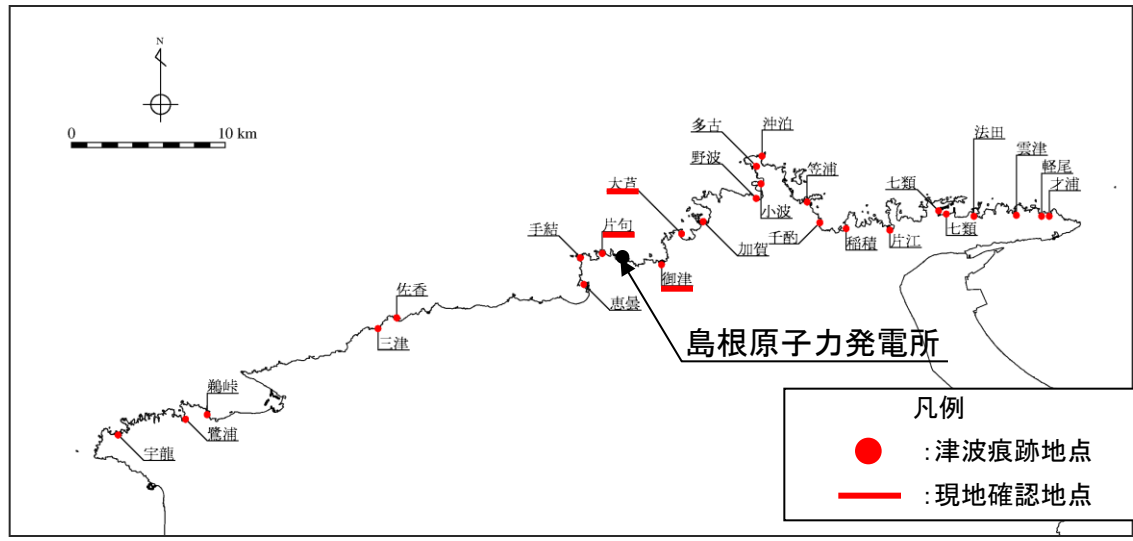 N
0
10 km
沖泊
多古
法田
野波
雲津
笠浦
軽尾
七類
大芦
才浦
小波
手結
片句
七類
千酌
加賀
稲積
片江
御津
佐香
恵曇
島根原子力発電所
三津
鵜峠
凡例
鷺浦
:津波痕跡地点
宇龍
:現地確認地点